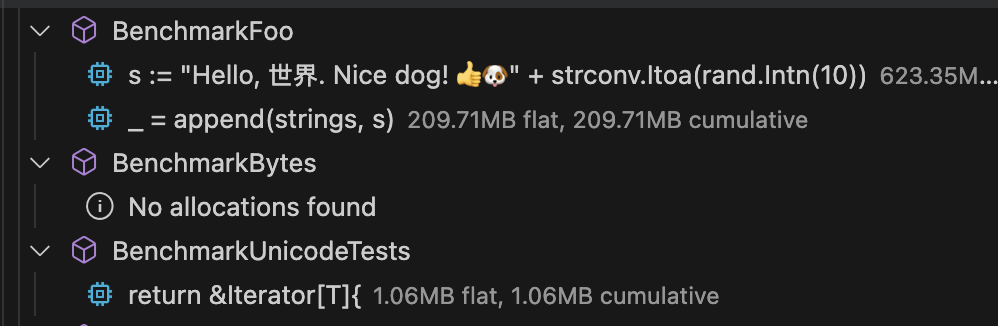 BenchmarkFoo
s := "Hello, 世界. Nice dog! 👍🐶" + strconv.Itoa(rand.Intn(10)) 623.35M...
_ = append(strings, s) 209.71MB flat, 209.71MB cumulative
BenchmarkBytes
No allocations found
BenchmarkUnicodeTests
return &Iterator[T]{ 1.06MB flat, 1.06MB cumulative